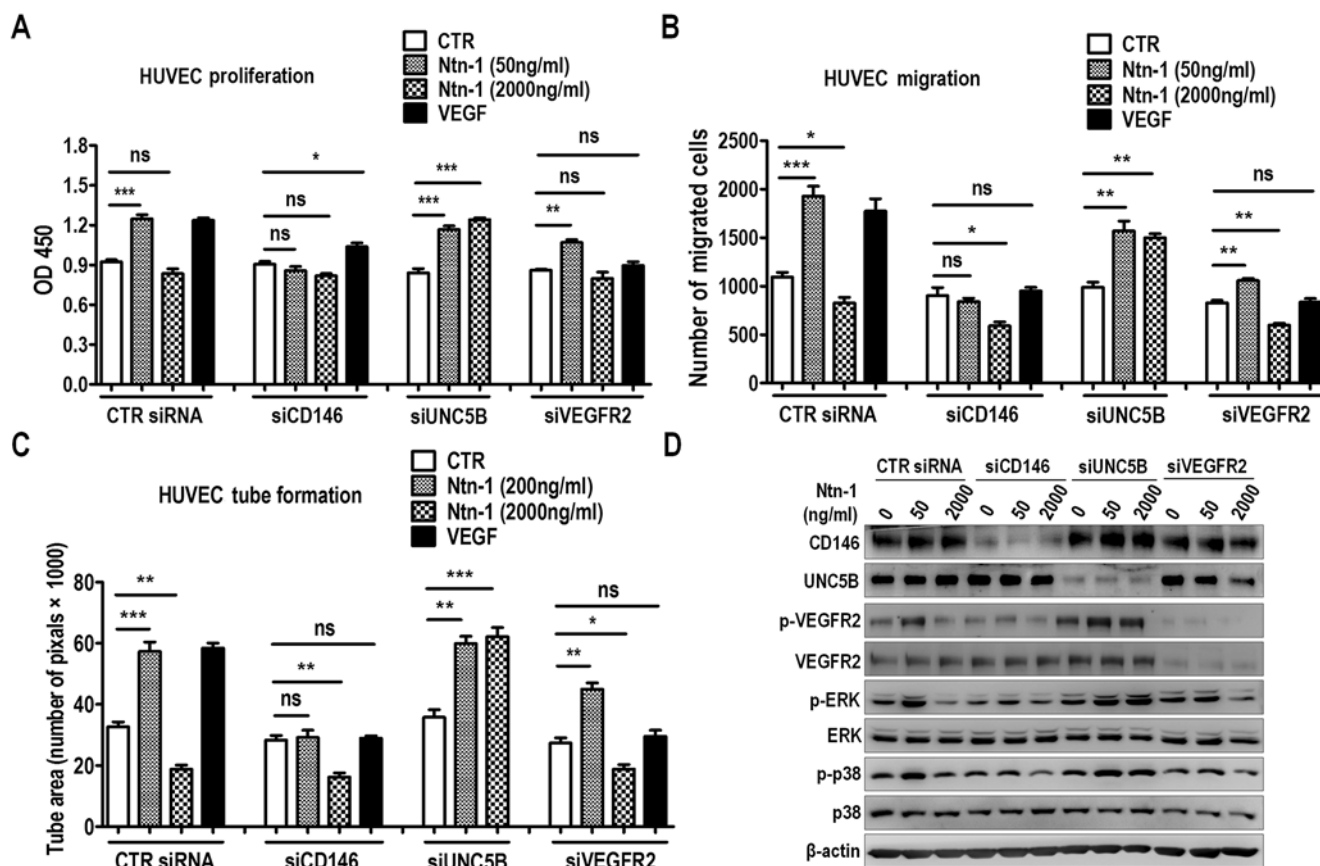 A
HUVEC proliferation
CTR
Ntn-1 (50ng/ml)
Ntn-1 (2000ng/ml)
VEGF
OD 450
1.8
1.5
1.2
0.9
0.6
0.3
0.0
ns
***
*
ns
ns
***
***
ns
ns
**
CTR siRNA
siCD146
siUNC5B
siVEGFR2
B
HUVEC migration
CTR
Ntn-1 (50ng/ml)
Ntn-1 (2000ng/ml)
VEGF
Number of migrated cells
2500
2000
1500
1000
500
0
*
***
ns
*
ns
**
**
ns
**
**
CTR siRNA
siCD146
siUNC5B
siVEGFR2
C
HUVEC tube formation
CTR
Ntn-1 (200ng/ml)
Ntn-1 (2000ng/ml)
VEGF
Tube area (number of pixals × 1000)
80
60
40
20
0
**
***
ns
**
ns
***
**
ns
*
**
CTR siRNA
siCD146
siUNC5B
siVEGFR2
D
CTR siRNA siCD146 siUNC5B siVEGFR2
Ntn-1 0 50 2000 0 50 2000 0 50 2000 0 50 2000
(ng/ml)
CD146
UNC5B
p-VEGFR2
VEGFR2
p-ERK
ERK
p-p38
p38
β-actin